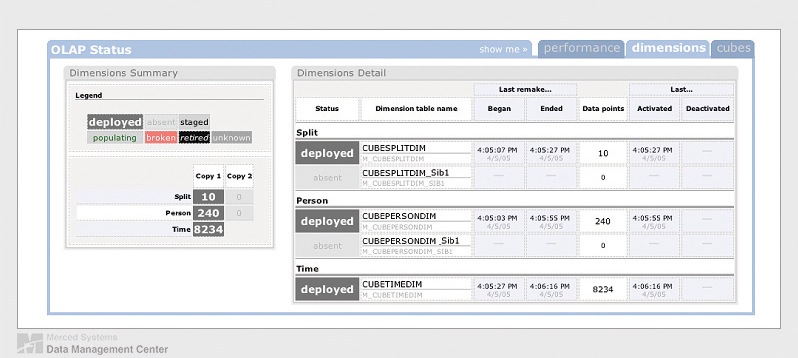 OLAP Status
show me »
performance
dimensions
cubes
Dimensions Summary
Legend
deployed absent staged
populating broken retired unknown
Copy 1 Copy 2
Split 10 0
Person 240 0
Time 8234
Dimensions Detail
Last remake... Last...
Status Dimension table name Began Ended Data points Activated Deactivated
Split
deployed CUBESPLITDIM 4:05:07 PM 4:05:27 PM 10 4:05:27 PM —
M_CUBESPLITDIM 4/5/05 4/5/05 4/5/05
absent CUBESPLITDIM_Sib1 — — 0 — —
M_CUBESPLITDIM_SIB1
Person
deployed CUBEPERSONDIM 4:05:03 PM 4:05:55 PM 240 4:05:55 PM —
M_CUBEPERSONDIM 4/5/05 4/5/05 4/5/05
absent CUBEPERSONDIM_Sib1 — — 0 — —
M_CUBEPERSONDIM_SIB1
Time
deployed CUBETIMEDIM 4:05:27 PM 4:06:16 PM 8234 4:06:16 PM —
M_CUBETIMEDIM 4/5/05 4/5/05 4/5/05
Merced Systems
Data Management Center